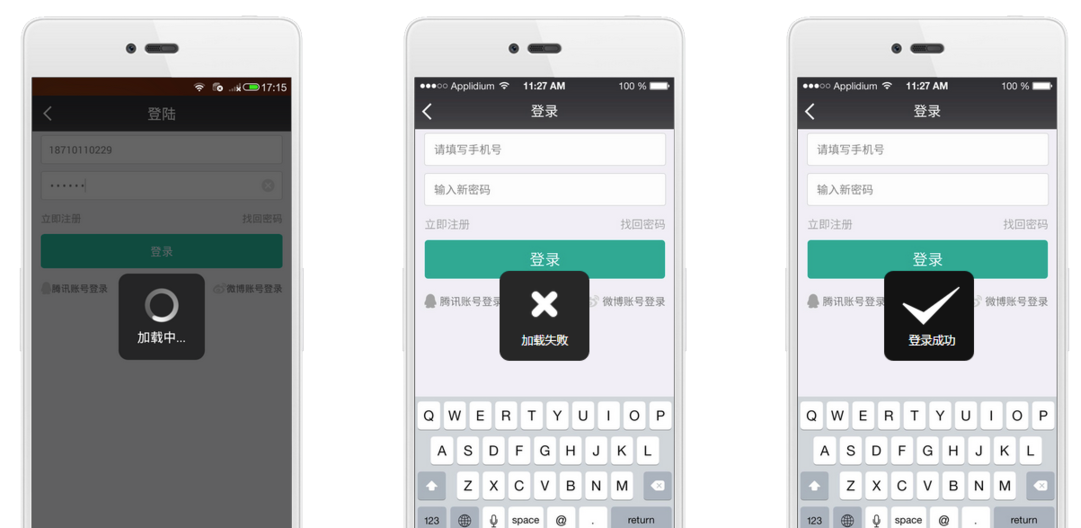 17:15
登陆
18710110229
立即注册
找回密码
登录
腾讯账号登录
微博账号登录
加载中...
Applidium 11:27 AM 100 %
登录
请填写手机号
输入新密码
立即注册
找回密码
登录
腾讯账号登录
微博账号登录
加载失败
Q W E R T Y U I O P
A S D F G H J K L
Z X C V B N M
123 space @ . return
Applidium 11:27 AM 100 %
登录
请填写手机号
输入新密码
立即注册
找回密码
登录
腾讯账号登录
微博账号登录
登录成功
Q W E R T Y U I O P
A S D F G H J K L
Z X C V B N M
123 space @ . return